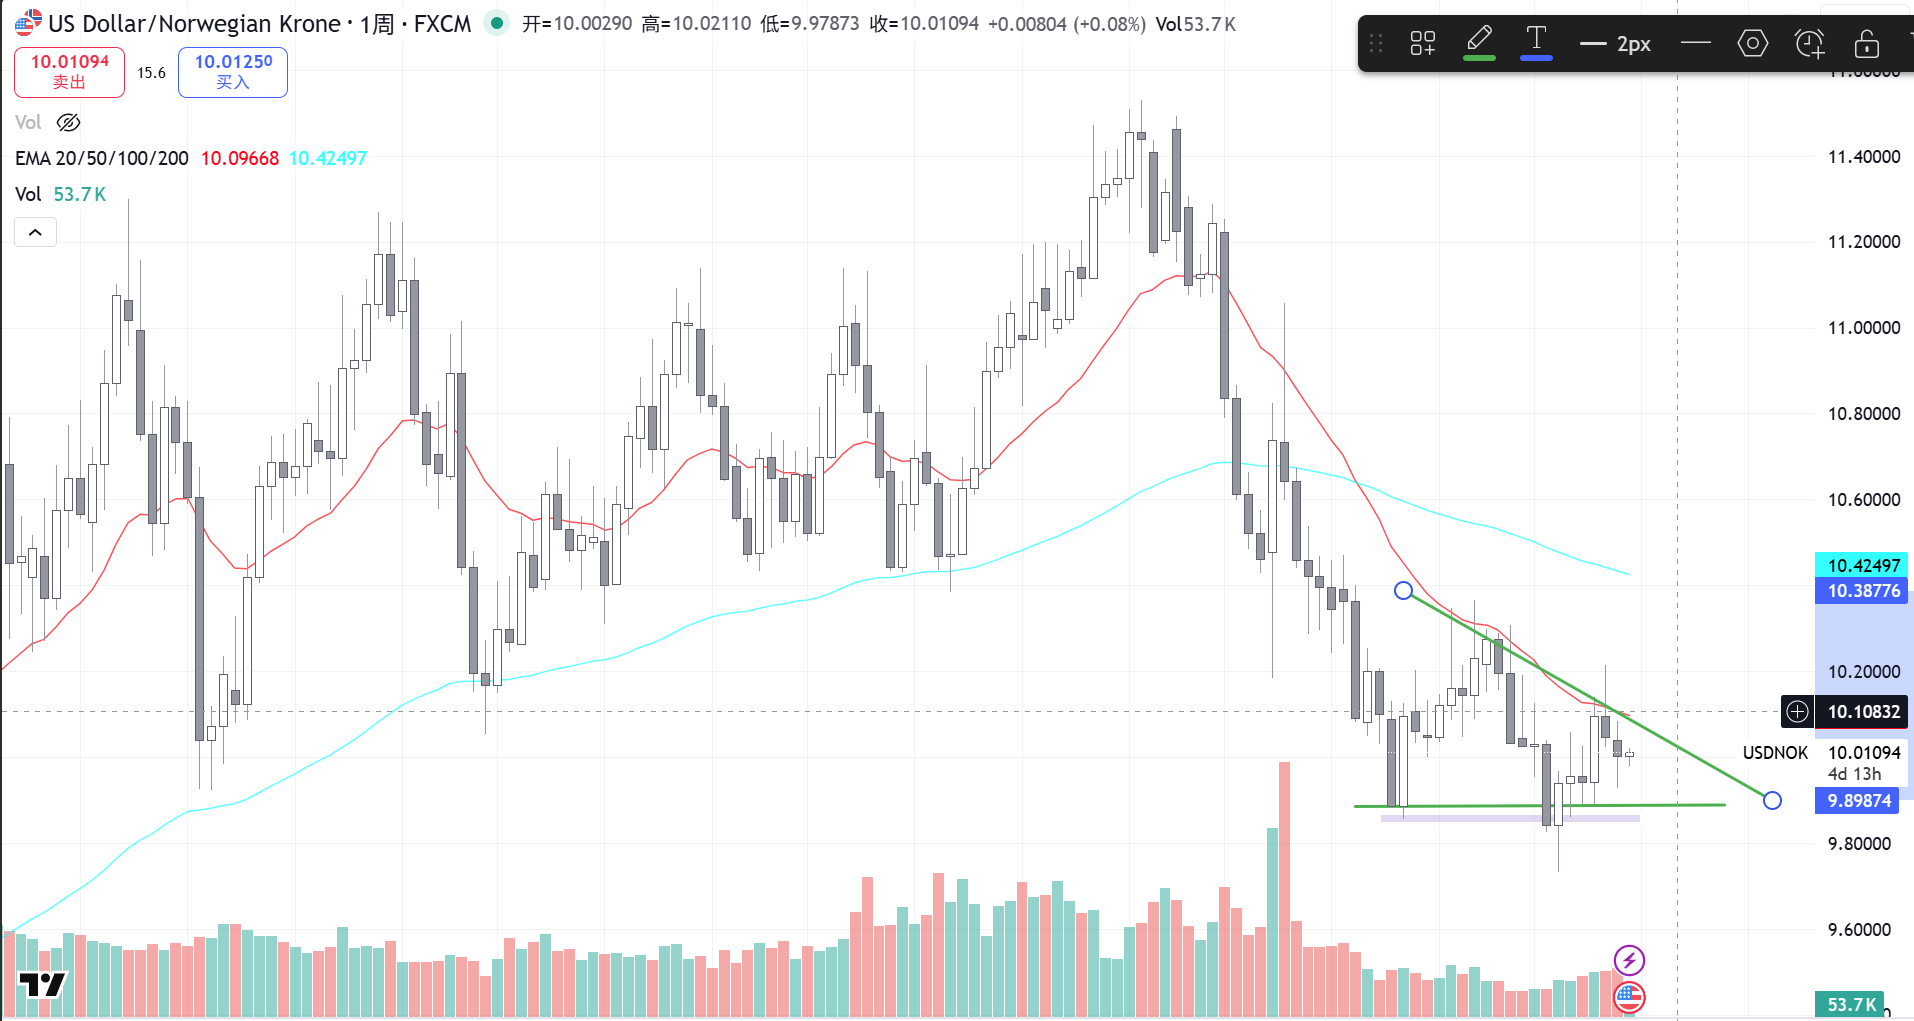 US Dollar/Norwegian Krone · 1周 · FXCM 开=10.00290 高=10.02110 低=9.97873 收=10.01094 +0.00804 (+0.08%) Vol53.7K
10.01094 卖出 15.6 10.01250 买入
Vol
EMA 20/50/100/200 10.09668 10.42497
Vol 53.7K
T 2px
11.60000
11.40000
11.20000
11.00000
10.80000
10.60000
10.42497
10.38776
10.20000
10.10832
USDNOK 10.01094
4d 13h
9.89874
9.80000
9.60000
53.7K